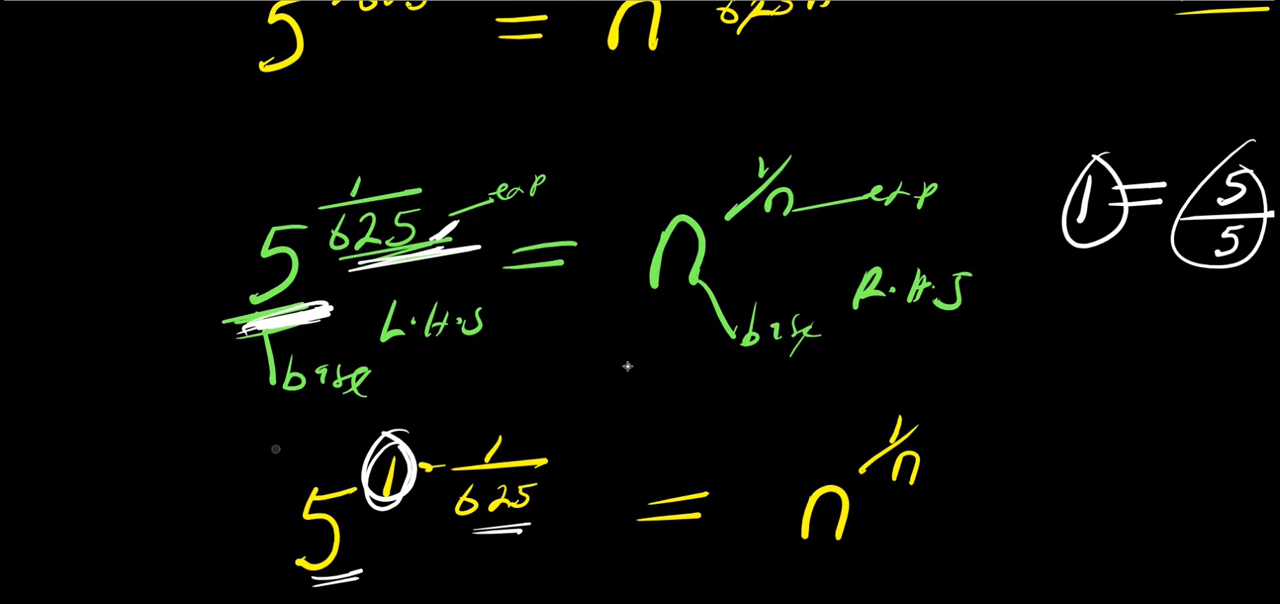 5 = n
5^(1/625) exp = n^(1/n) exp
1 = 5/5
base L.H.S base R.H.S
5^(1 · 1/625) = n^(1/n)